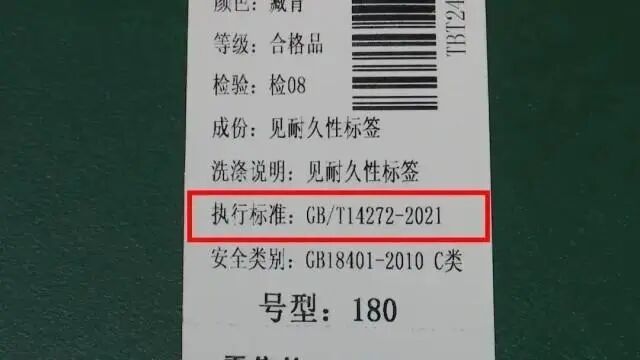 颜色：藏青
等级：合格品
检验：检08
成份：见耐久性标签
洗涤说明：见耐久性标签
执行标准：GB/T14272-2021
安全类别：GB18401-2010 C类
号型：180
TBT24